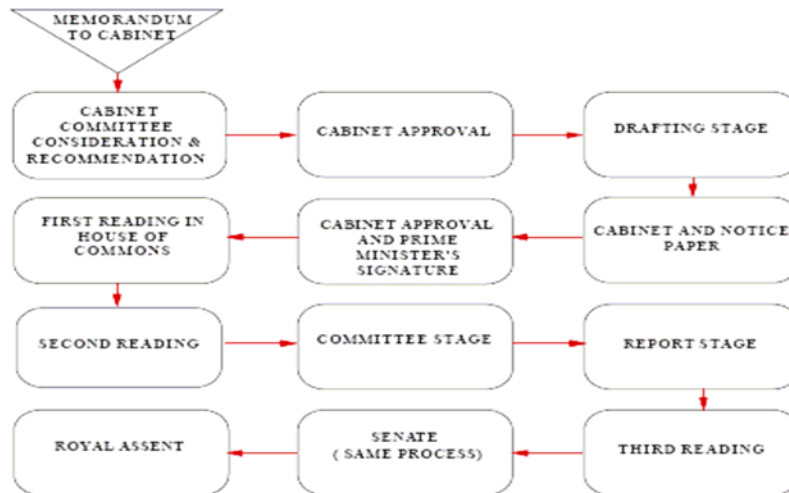 MEMORANDUM
TO CABINET
CABINET
COMMITTEE
CONSIDERATION &
RECOMMENDATION
CABINET APPROVAL
DRAFTING STAGE
CABINET AND NOTICE
PAPER
CABINET APPROVAL
AND PRIME
MINISTER'S
SIGNATURE
FIRST READING IN
HOUSE OF
COMMONS
SECOND READING
COMMITTEE STAGE
REPORT STAGE
THIRD READING
SENATE
( SAME PROCESS)
ROYAL ASSENT